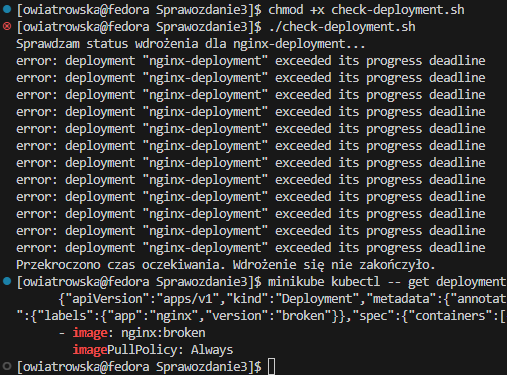 [owiatrowska@fedora Sprawozdanie3]$ chmod +x check-deployment.sh
[owiatrowska@fedora Sprawozdanie3]$ ./check-deployment.sh
Sprawdzam status wdrożenia dla nginx-deployment...
error: deployment "nginx-deployment" exceeded its progress deadline
error: deployment "nginx-deployment" exceeded its progress deadline
error: deployment "nginx-deployment" exceeded its progress deadline
error: deployment "nginx-deployment" exceeded its progress deadline
error: deployment "nginx-deployment" exceeded its progress deadline
error: deployment "nginx-deployment" exceeded its progress deadline
error: deployment "nginx-deployment" exceeded its progress deadline
error: deployment "nginx-deployment" exceeded its progress deadline
error: deployment "nginx-deployment" exceeded its progress deadline
error: deployment "nginx-deployment" exceeded its progress deadline
error: deployment "nginx-deployment" exceeded its progress deadline
error: deployment "nginx-deployment" exceeded its progress deadline
Przekroczono czas oczekiwania. Wdrożenie się nie zakończyło.
[owiatrowska@fedora Sprawozdanie3]$ minikube kubectl -- get deployment
{"apiVersion":"apps/v1","kind":"Deployment","metadata":{"annotat
":{"labels":{"app":"nginx","version":"broken"}},"spec":{"containers":[
- image: nginx:broken
imagePullPolicy: Always
[owiatrowska@fedora Sprawozdanie3]$